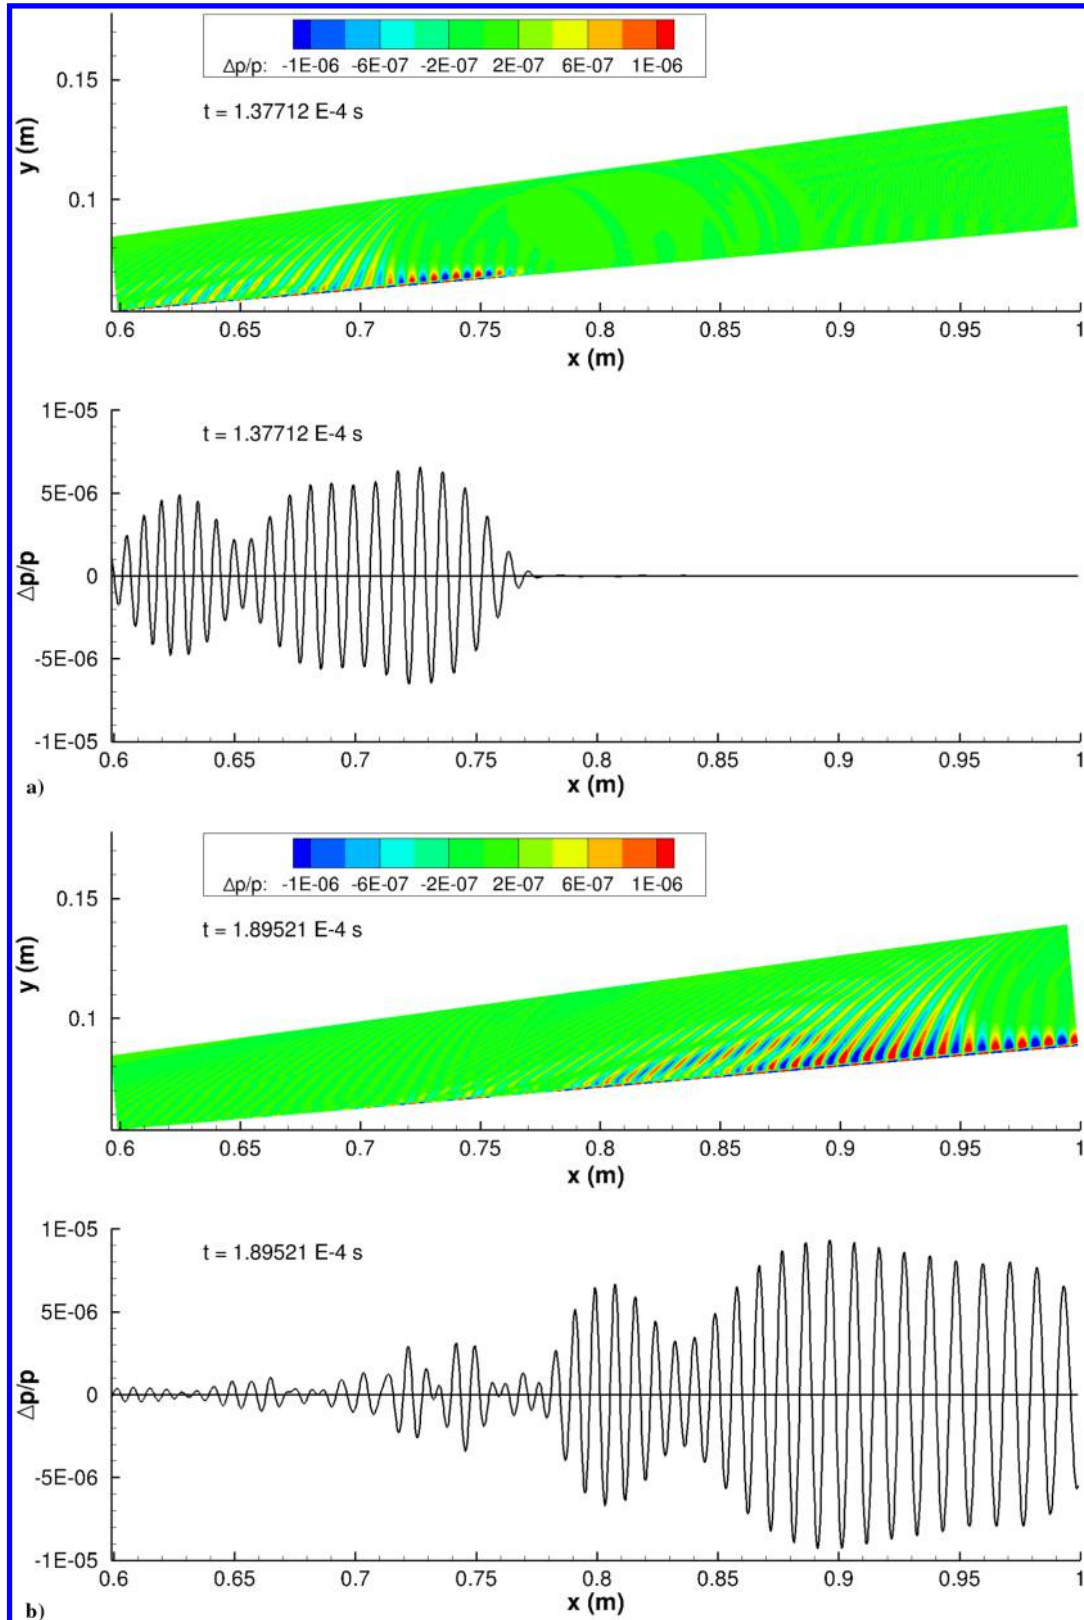 Δp/p: -1E-06 -6E-07 -2E-07 2E-07 6E-07 1E-06
0.15
t = 1.37712 E-4 s
y (m)
0.1
0.6 0.65 0.7 0.75 0.8 0.85 0.9 0.95 1
x (m)
1E-05
t = 1.37712 E-4 s
5E-06
Δp/p
0
-5E-06
-1E-05
0.6 0.65 0.7 0.75 0.8 0.85 0.9 0.95 1
x (m)
a)
Δp/p: -1E-06 -6E-07 -2E-07 2E-07 6E-07 1E-06
0.15
t = 1.89521 E-4 s
y (m)
0.1
0.6 0.65 0.7 0.75 0.8 0.85 0.9 0.95 1
x (m)
1E-05
t = 1.89521 E-4 s
5E-06
Δp/p
0
-5E-06
-1E-05
0.6 0.65 0.7 0.75 0.8 0.85 0.9 0.95 1
x (m)
b)